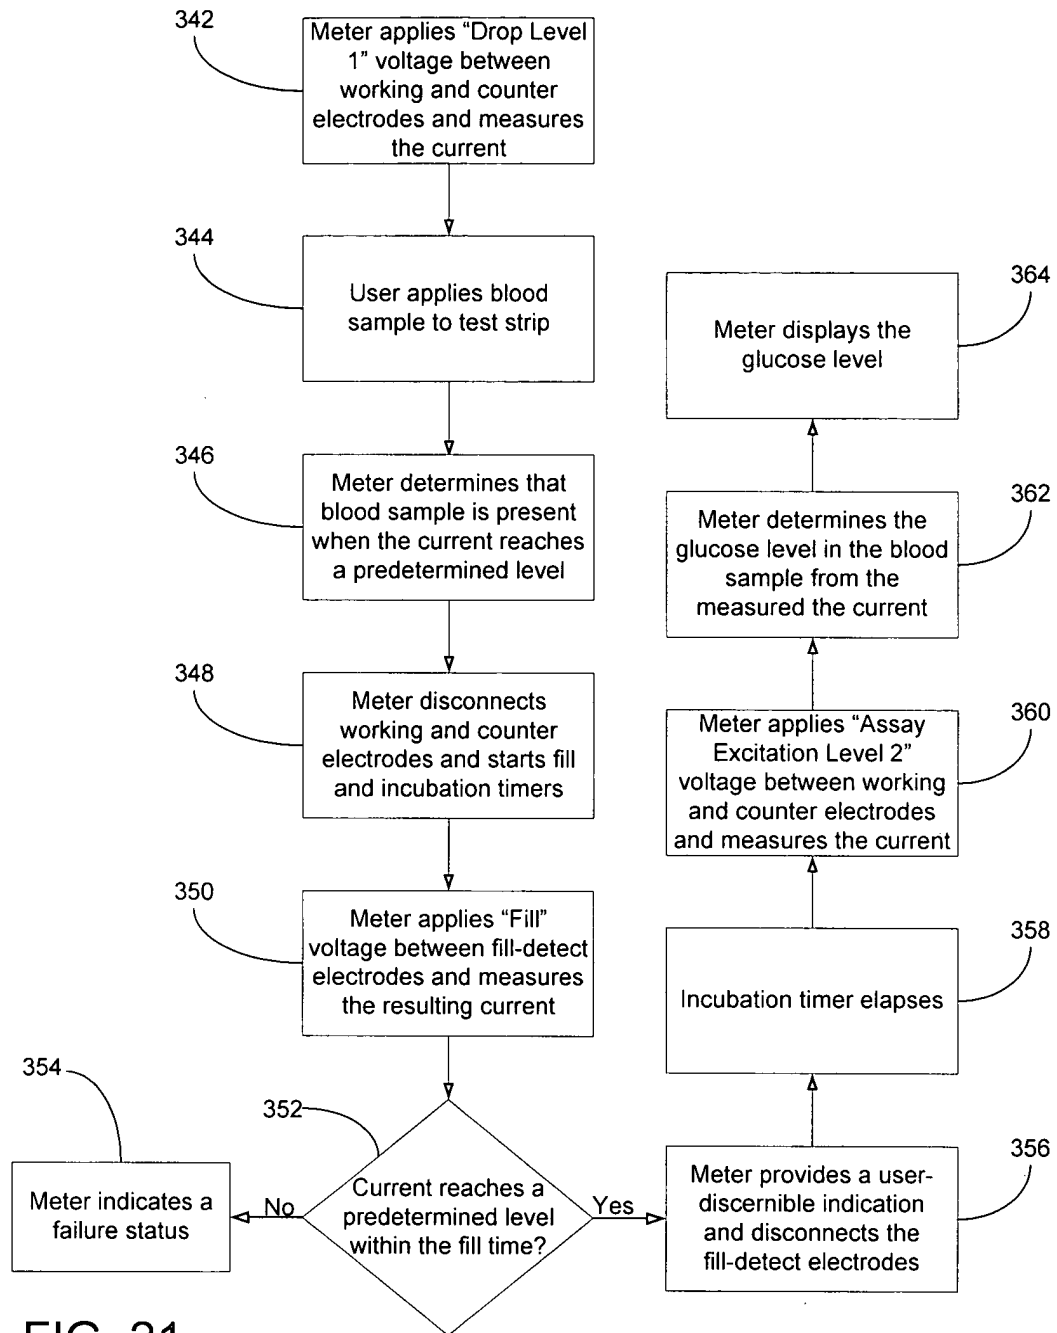 342
Meter applies “Drop Level
1” voltage between
working and counter
electrodes and measures
the current
344
User applies blood
sample to test strip
346
Meter determines that
blood sample is present
when the current reaches
a predetermined level
348
Meter disconnects
working and counter
electrodes and starts fill
and incubation timers
350
Meter applies “Fill”
voltage between fill-detect
electrodes and measures
the resulting current
352
Current reaches a
predetermined level
within the fill time?
No
Yes
354
Meter indicates a
failure status
356
Meter provides a user-
discernible indication
and disconnects the
fill-detect electrodes
358
Incubation timer elapses
360
Meter applies “Assay
Excitation Level 2”
voltage between working
and counter electrodes
and measures the current
362
Meter determines the
glucose level in the blood
sample from the
measured the current
364
Meter displays the
glucose level